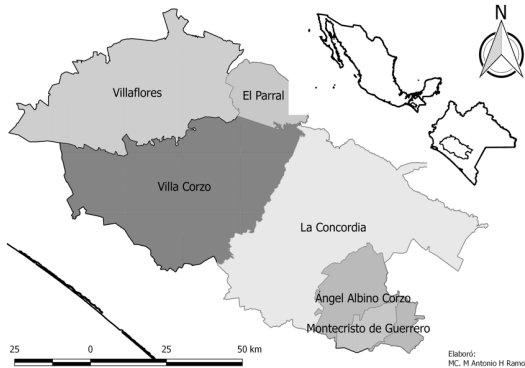 N
Villaflores
El Parral
Villa Corzo
La Concordia
Ángel Albino Corzo
Montecristo de Guerrero
25 0 25 50 km
Elaboró:
MC. M Antonio H Ramo